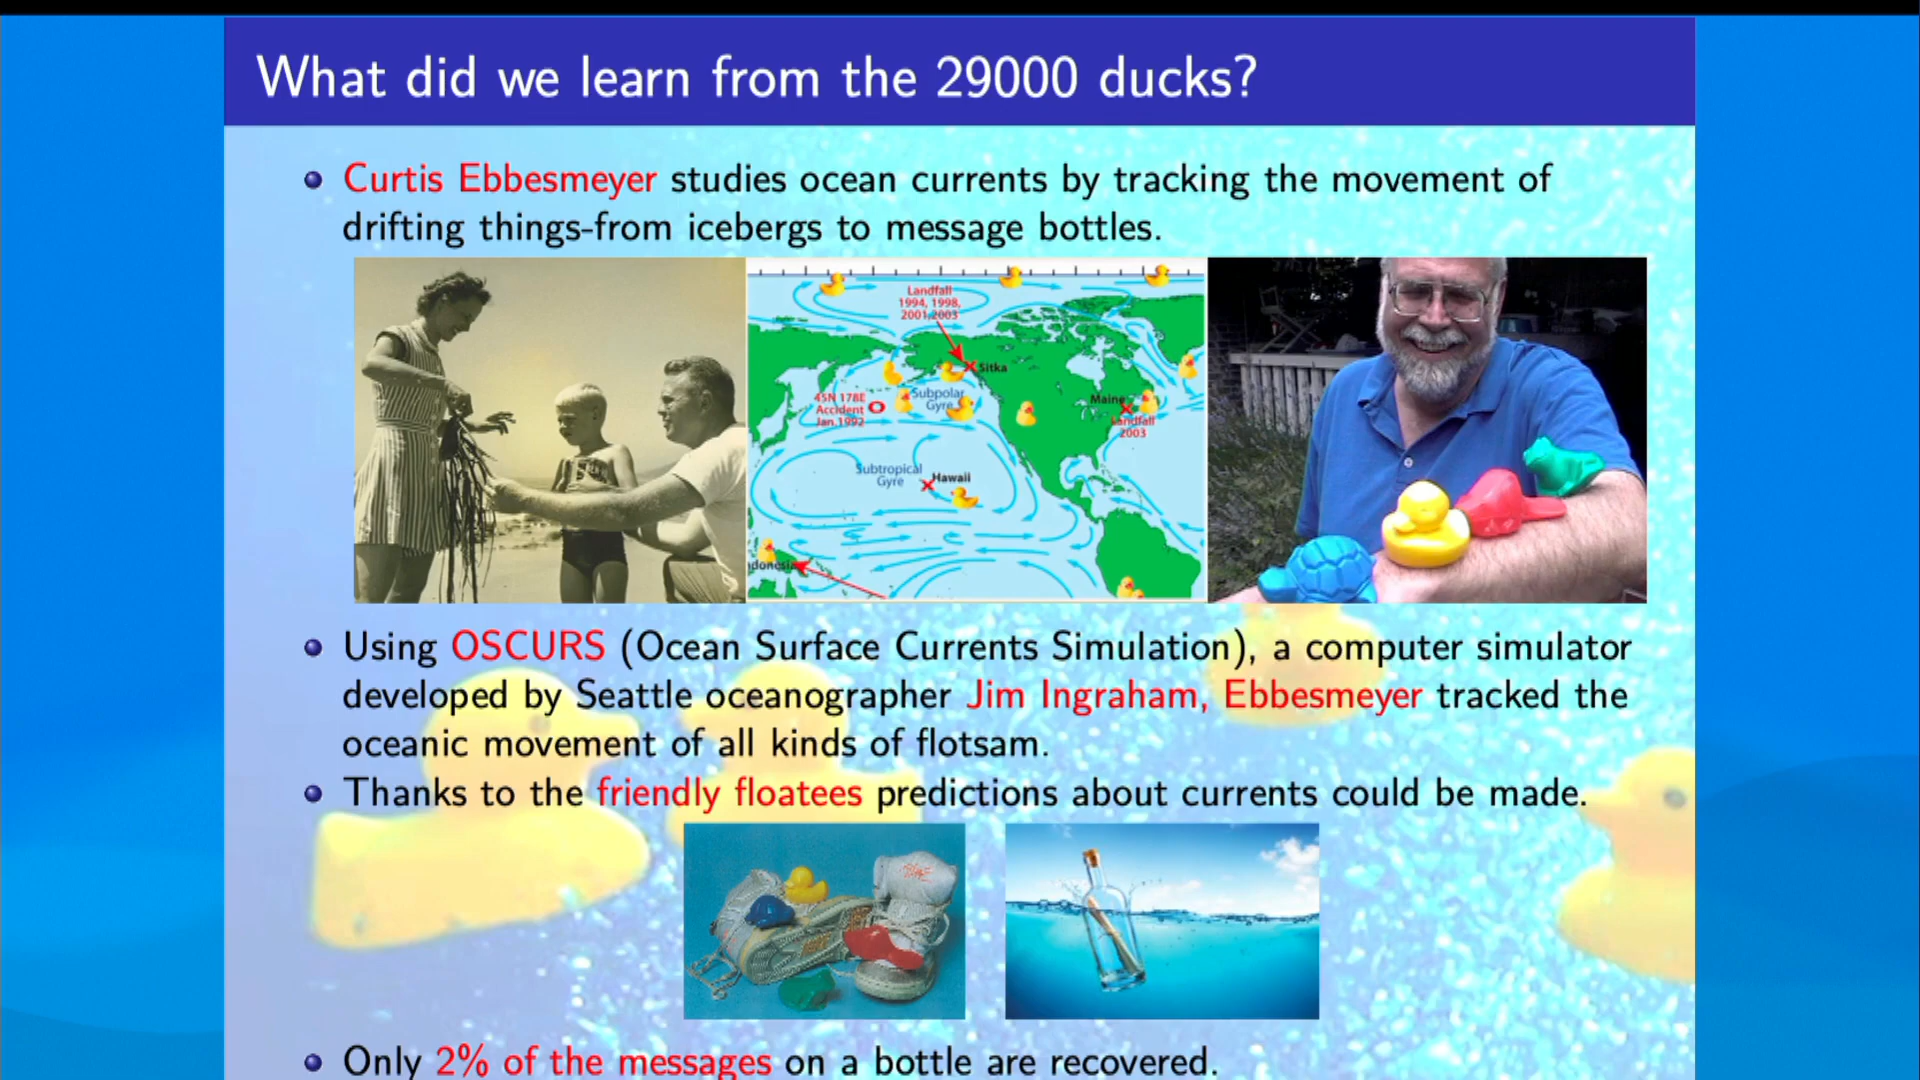 What did we learn from the 29000 ducks?
Curtis Ebbesmeyer studies ocean currents by tracking the movement of
drifting things-from icebergs to message bottles.
Landfall
1994, 1998,
2001,2003
Sitka
45N 178E
Accident
Jan.1992
Subpolar
Gyre
Maine
Landfall
2003
Subtropical
Gyre
Hawaii
donesia
Using OSCURS (Ocean Surface Currents Simulation), a computer simulator
developed by Seattle oceanographer Jim Ingraham, Ebbesmeyer tracked the
oceanic movement of all kinds of flotsam.
Thanks to the friendly floatees predictions about currents could be made.
Only 2% of the messages on a bottle are recovered.